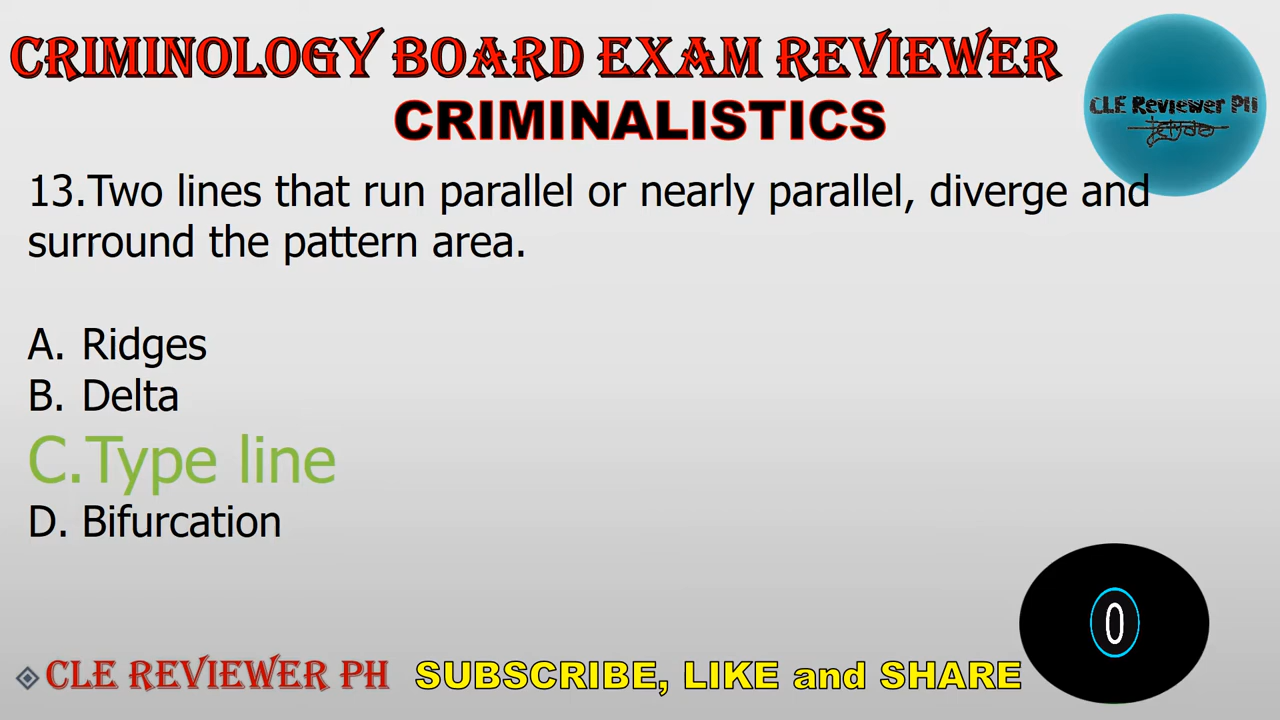 CRIMINOLOGY BOARD EXAM REVIEWER
CRIMINALISTICS
CLE Reviewer PH
13.Two lines that run parallel or nearly parallel, diverge and
surround the pattern area.
A. Ridges
B. Delta
C.Type line
D. Bifurcation
0
CLE REVIEWER PH SUBSCRIBE, LIKE and SHARE